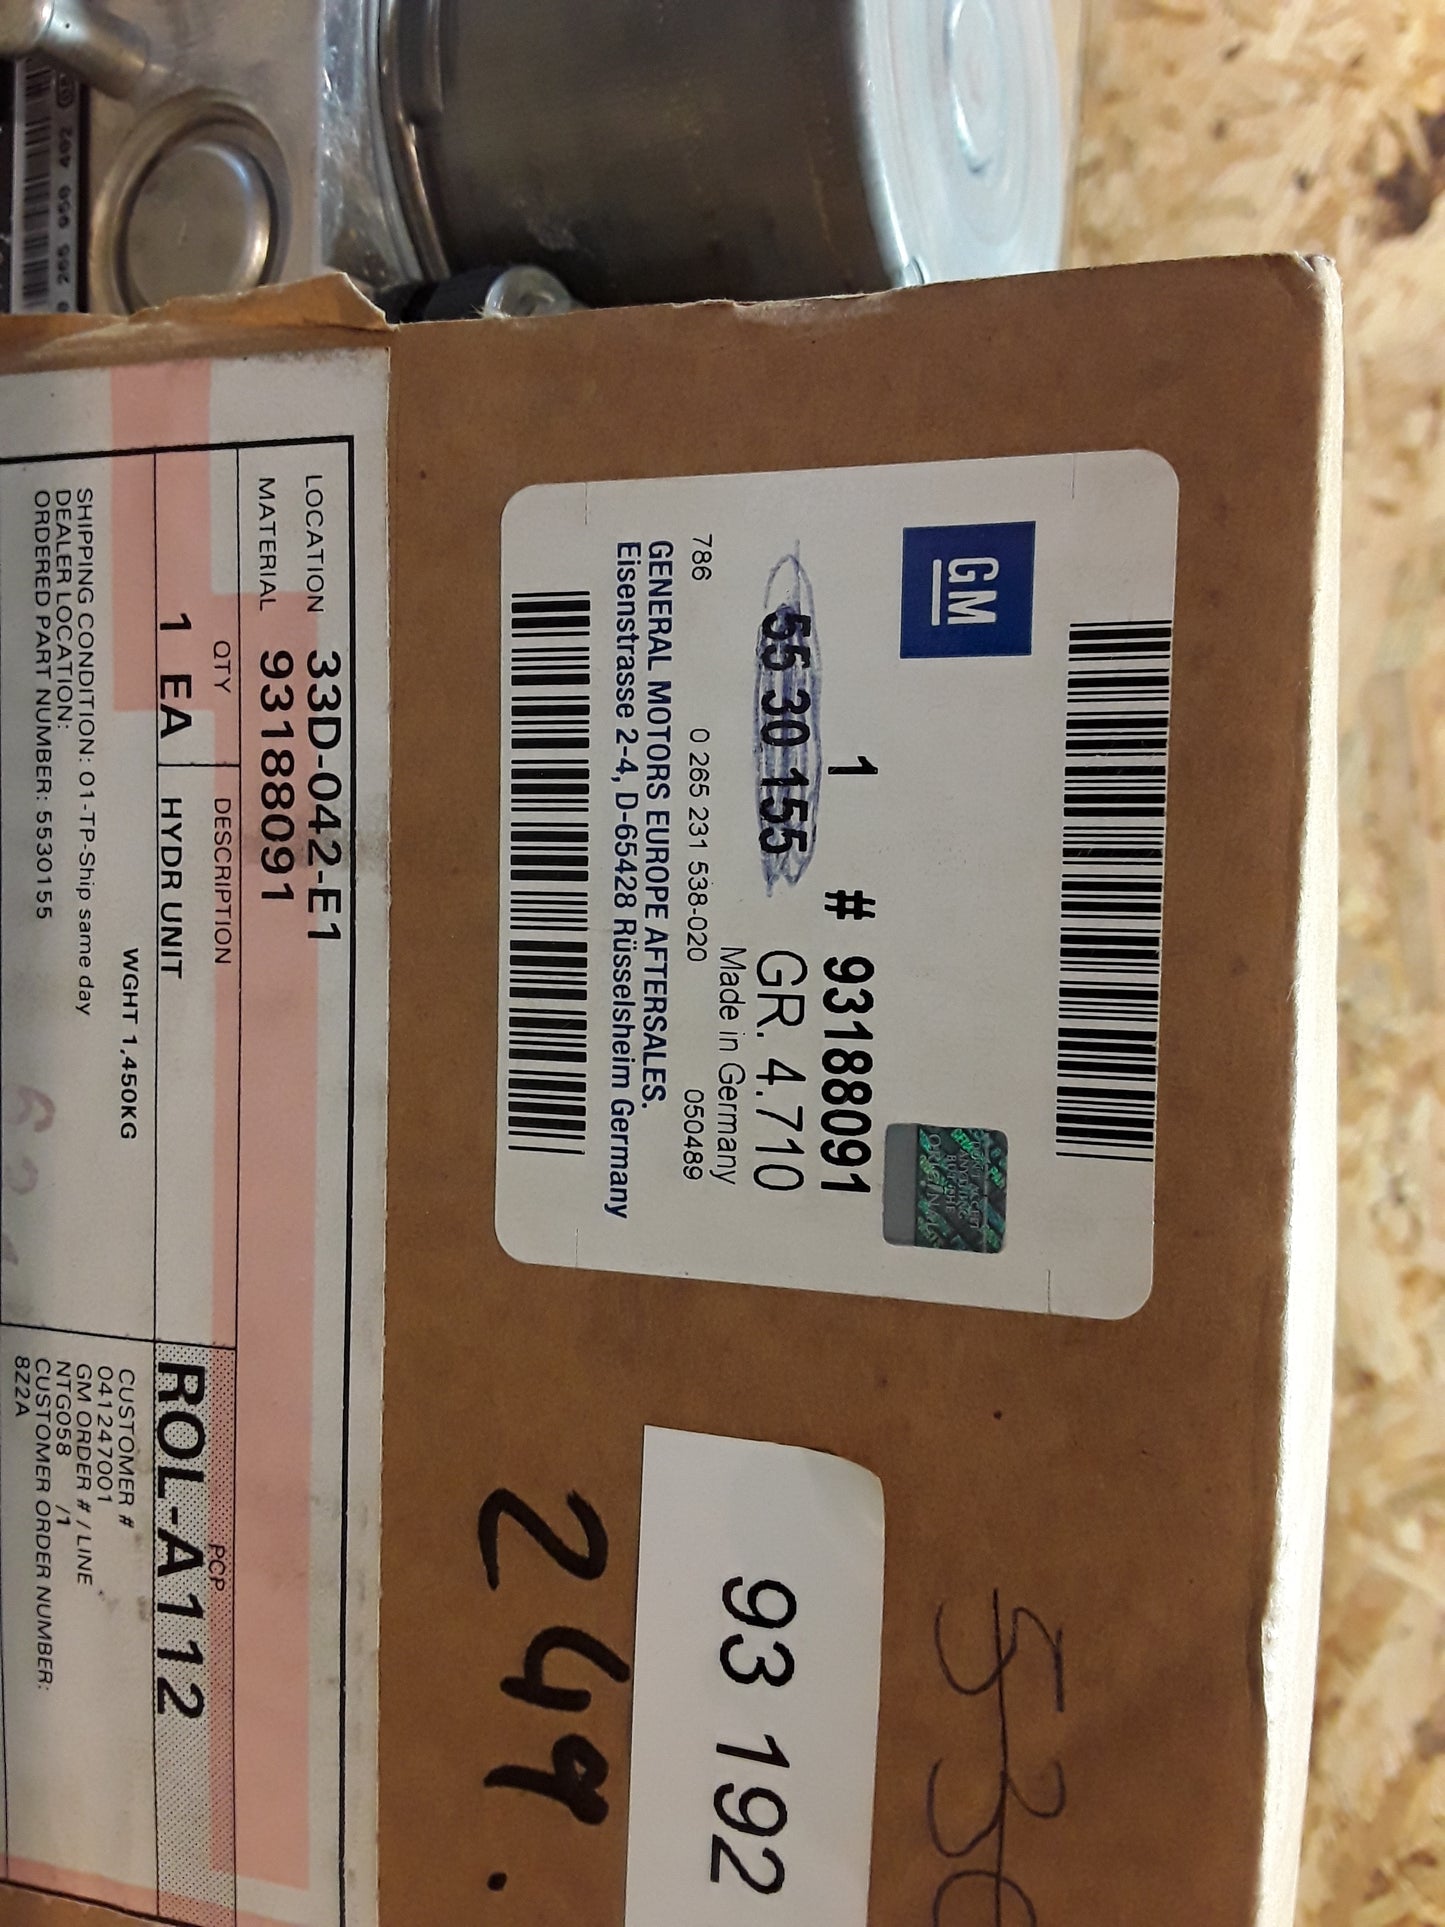 GM
1 # 93188091
55 30 155 GR. 4.710
Made in Germany
786 0 265 231 538-020 050489
GENERAL MOTORS EUROPE AFTERSALES.
Eisenstrasse 2-4, D-65428 Rüsselsheim Germany
93 192
249.
LOCATION 33D-042-E1
MATERIAL 93188091
QTY DESCRIPTION PCP
1 EA HYDR UNIT ROL-A112
WGHT 1,450KG
SHIPPING CONDITION: 01-TP-Ship same day
DEALER LOCATION:
ORDERED PART NUMBER: 5530155
CUSTOMER #
041247001
GM ORDER # / LINE
NTG058 /1
CUSTOMER ORDER NUMBER:
8Z2A